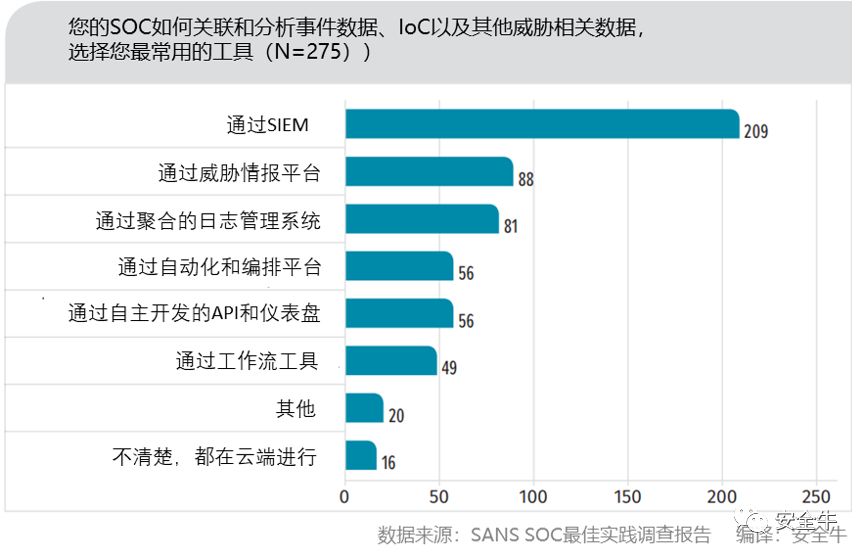 您的SOC如何关联和分析事件数据、IoC以及其他威胁相关数据，
选择您最常用的工具（N=275））
通过SIEM
209
通过威胁情报平台
88
通过聚合的日志管理系统
81
通过自动化和编排平台
56
通过自主开发的API和仪表盘
56
通过工作流工具
49
其他
20
不清楚，都在云端进行
16
0 50 100 150 200 250
安全牛
数据来源：SANS SOC最佳实践调查报告 编译：安全牛